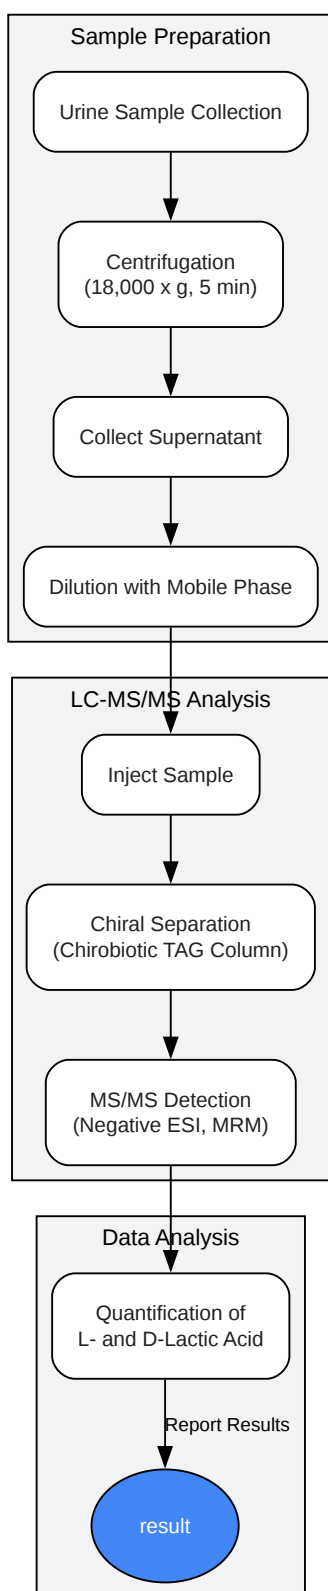 Sample Preparation
Urine Sample Collection
Centrifugation
(18,000 x g, 5 min)
Collect Supernatant
Dilution with Mobile Phase
LC-MS/MS Analysis
Inject Sample
Chiral Separation
(Chirobiotic TAG Column)
MS/MS Detection
(Negative ESI, MRM)
Data Analysis
Quantification of
L- and D-Lactic Acid
Report Results
result